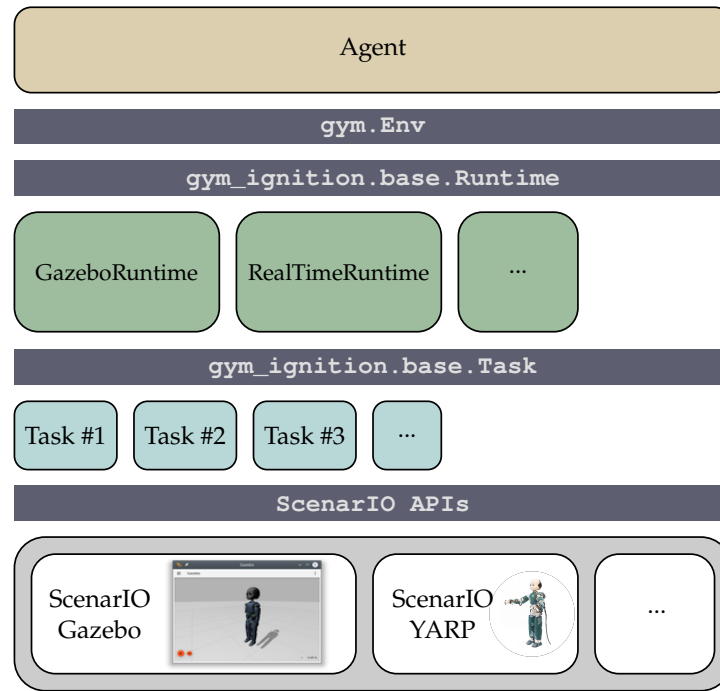 Agent
gym.Env
gym_ignition.base.Runtime
GazeboRuntime RealTimeRuntime ...
gym_ignition.base.Task
Task #1 Task #2 Task #3 ...
ScenarIO APIs
ScenarIO
Gazebo
ScenarIO
YARP
...